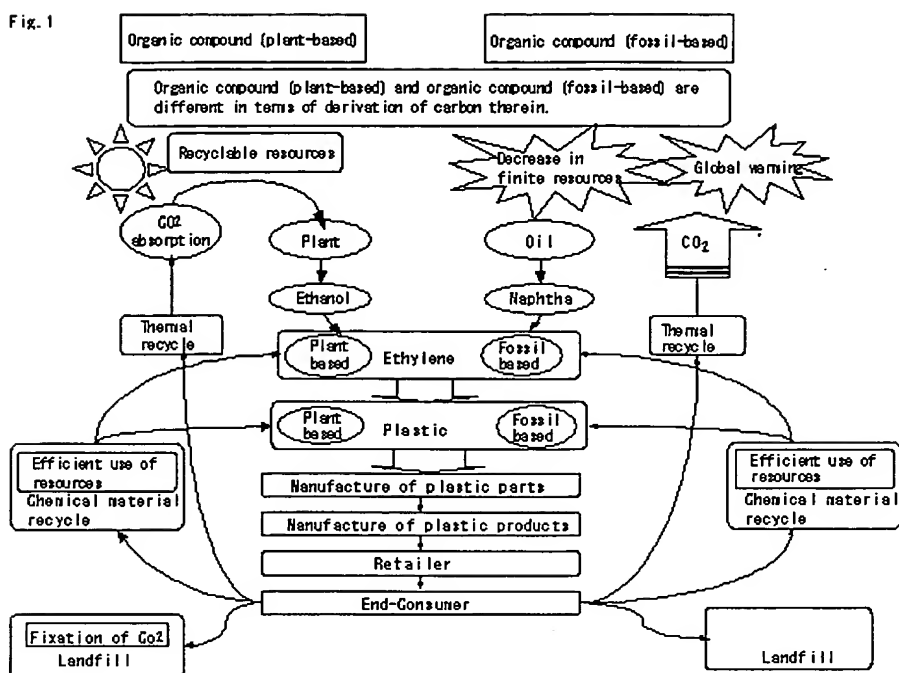 Fig. 1
Organic compound (plant-based)
Organic compound (fossil-based)
Organic compound (plant-based) and organic compound (fossil-based) are
different in terms of derivation of carbon therein.
Recyclable resources
Decrease in
finite resources
Global warming
CO2
absorption
Plant
Oil
CO2
Ethanol
Naphtha
Thermal
recycle
Thermal
recycle
Plant
based
Ethylene
Fossil
based
Plant
based
Plastic
Fossil
based
Efficient use of
resources
Chemical material
recycle
Efficient use of
resources
Chemical material
recycle
Manufacture of plastic parts
Manufacture of plastic products
Retailer
End-Consumer
Fixation of Co2
Landfill
Landfill